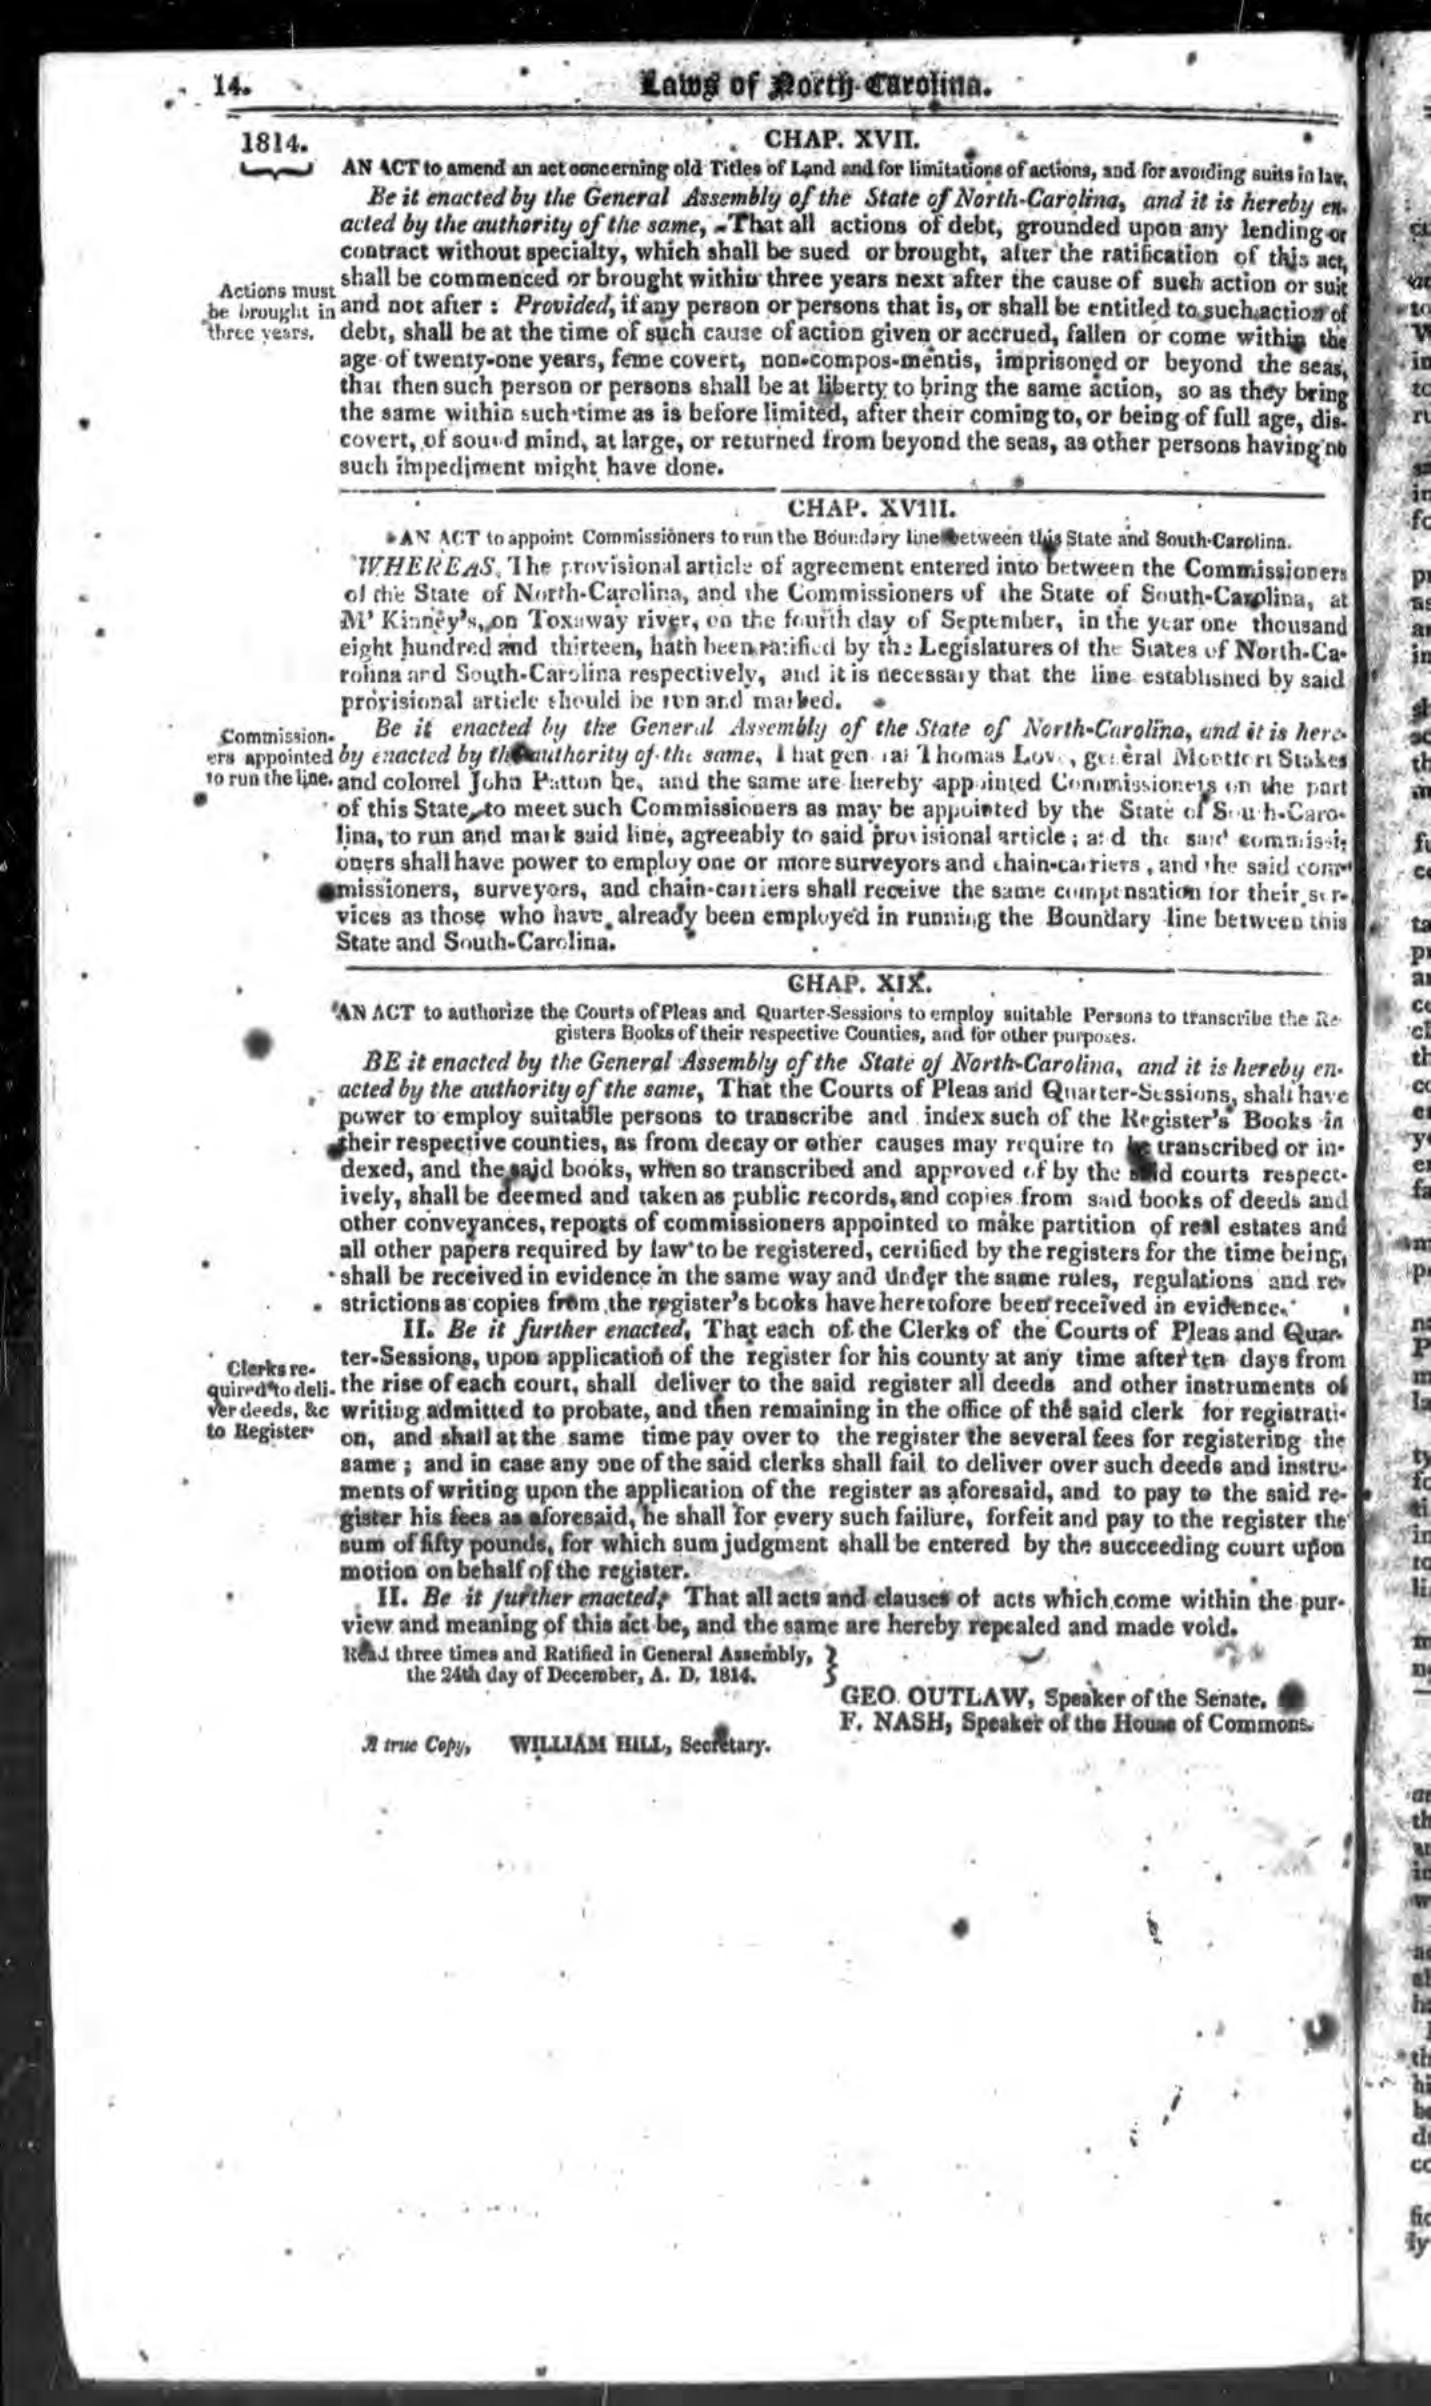 14.
Laws of North-Carolina.
1814.
CHAP. XVII.
AN ACT to amend an act concerning old Titles of Land and for limitations of actions, and for avoiding suits in law.
Be it enacted by the General Assembly of the State of North-Carolina, and it is hereby en-
acted by the authority of the same, That all actions of debt, grounded upon any lending or
contract without specialty, which shall be sued or brought, after the ratification of this act,
shall be commenced or brought within three years next after the cause of such action or suit
and not after : Provided, if any person or persons that is, or shall be entitled to such action of
debt, shall be at the time of such cause of action given or accrued, fallen or come within the
age of twenty-one years, feme covert, non-compos-mentis, imprisoned or beyond the seas,
that then such person or persons shall be at liberty to bring the same action, so as they bring
the same within such time as is before limited, after their coming to, or being of full age, dis-
covert, of sound mind, at large, or returned from beyond the seas, as other persons having no
such impediment might have done.
Actions must
be brought in
three years.
CHAP. XVIII.
AN ACT to appoint Commissioners to run the Boundary line between this State and South-Carolina.
WHEREAS, The provisional article of agreement entered into between the Commissioners
of the State of North-Carolina, and the Commissioners of the State of South-Carolina, at
M' Kinney's, on Toxaway river, on the fourth day of September, in the year one thousand
eight hundred and thirteen, hath been ratified by the Legislatures of the States of North-Ca-
rolina and South-Carolina respectively, and it is necessary that the line established by said
provisional article should be run and marked.
Be it enacted by the General Assembly of the State of North-Carolina, and it is here-
by enacted by the authority of the same, That general Thomas Love, general Montfort Stokes
and colonel John Patton be, and the same are hereby appointed Commissioners on the part
of this State, to meet such Commissioners as may be appointed by the State of South-Caro-
lina, to run and mark said line, agreeably to said provisional article ; and the said commissi-
oners shall have power to employ one or more surveyors and chain-carriers, and the said com-
missioners, surveyors, and chain-carriers shall receive the same compensation for their ser-
vices as those who have already been employed in running the Boundary line between this
State and South-Carolina.
Commission-
ers appointed
to run the line.
CHAP. XIX.
AN ACT to authorize the Courts of Pleas and Quarter-Sessions to employ suitable Persons to transcribe the Re-
gisters Books of their respective Counties, and for other purposes.
BE it enacted by the General Assembly of the State of North-Carolina, and it is hereby en-
acted by the authority of the same, That the Courts of Pleas and Quarter-Sessions, shall have
power to employ suitable persons to transcribe and index such of the Register's Books in
their respective counties, as from decay or other causes may require to be transcribed or in-
dexed, and the said books, when so transcribed and approved of by the said courts respect-
ively, shall be deemed and taken as public records, and copies from said books of deeds and
other conveyances, reports of commissioners appointed to make partition of real estates and
all other papers required by law to be registered, certified by the registers for the time being,
shall be received in evidence in the same way and under the same rules, regulations and re-
strictions as copies from the register's books have heretofore been received in evidence.
II. Be it further enacted, That each of the Clerks of the Courts of Pleas and Quar-
ter-Sessions, upon application of the register for his county at any time after ten days from
the rise of each court, shall deliver to the said register all deeds and other instruments of
writing admitted to probate, and then remaining in the office of the said clerk for registrati-
on, and shall at the same time pay over to the register the several fees for registering the
same ; and in case any one of the said clerks shall fail to deliver over such deeds and instru-
ments of writing upon the application of the register as aforesaid, and to pay to the said re-
gister his fees as aforesaid, he shall for every such failure, forfeit and pay to the register the
sum of fifty pounds, for which sum judgment shall be entered by the succeeding court upon
motion on behalf of the register.
Clerks re-
quired to deli-
ver deeds, &c
to Register
II. Be it further enacted, That all acts and clauses of acts which come within the pur-
view and meaning of this act be, and the same are hereby repealed and made void.
Read three times and Ratified in General Assembly,
the 24th day of December, A. D. 1814.
GEO. OUTLAW, Speaker of the Senate.
F. NASH, Speaker of the House of Commons.
A true Copy, WILLIAM HILL, Secretary.